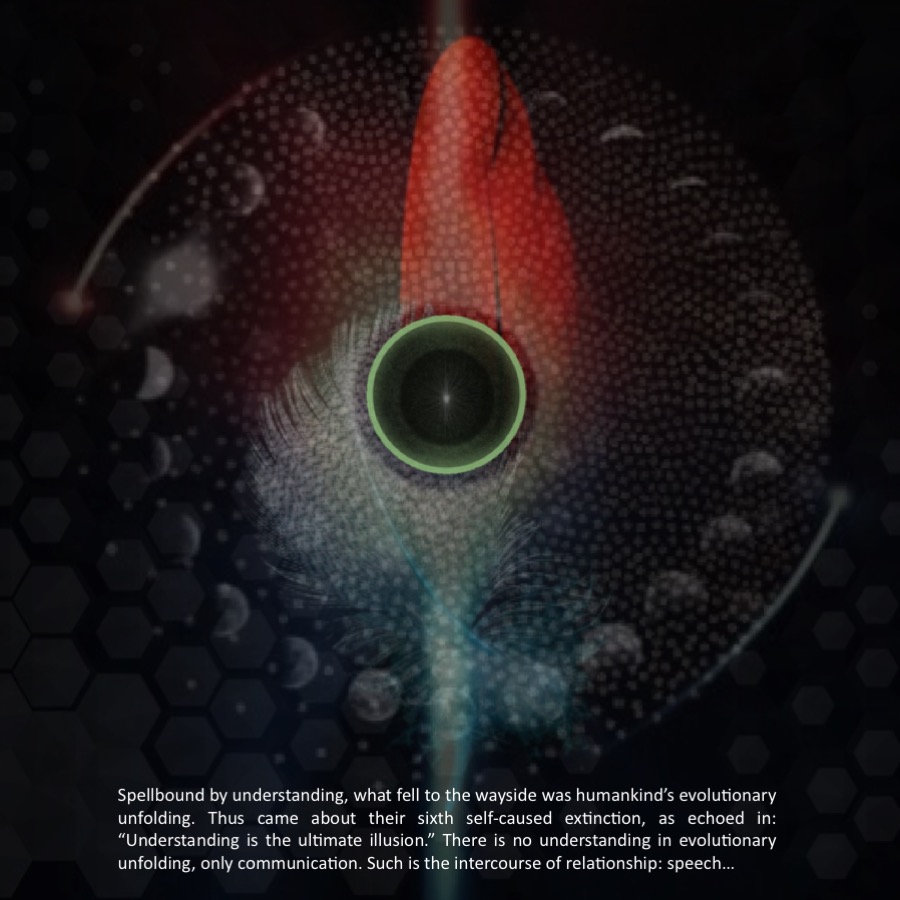 Spellbound by understanding, what fell to the wayside was humankind’s evolutionary
unfolding. Thus came about their sixth self-caused extinction, as echoed in:
“Understanding is the ultimate illusion.” There is no understanding in evolutionary
unfolding, only communication. Such is the intercourse of relationship: speech…